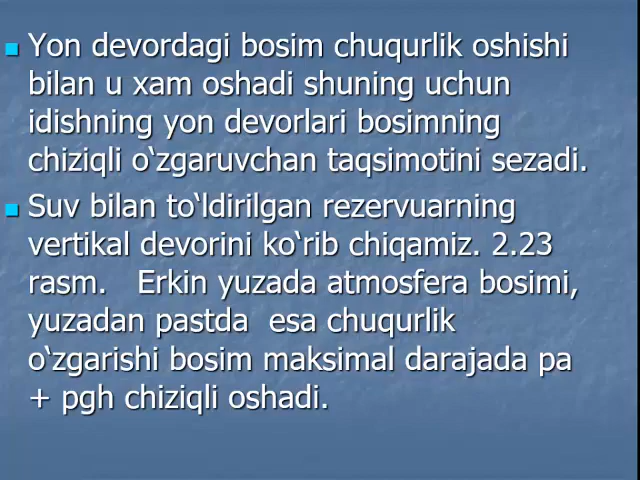 Yon devordagi bosim chuqurlik oshishi
bilan u xam oshadi shuning uchun
idishning yon devorlari bosimning
chiziqli o‘zgaruvchan taqsimotini sezadi.
Suv bilan to‘ldirilgan rezervuarning
vertikal devorini ko‘rib chiqamiz. 2.23
rasm. Erkin yuzada atmosfera bosimi,
yuzadan pastda esa chuqurlik
o‘zgarishi bosim maksimal darajada pa
+ pgh chiziqli oshadi.